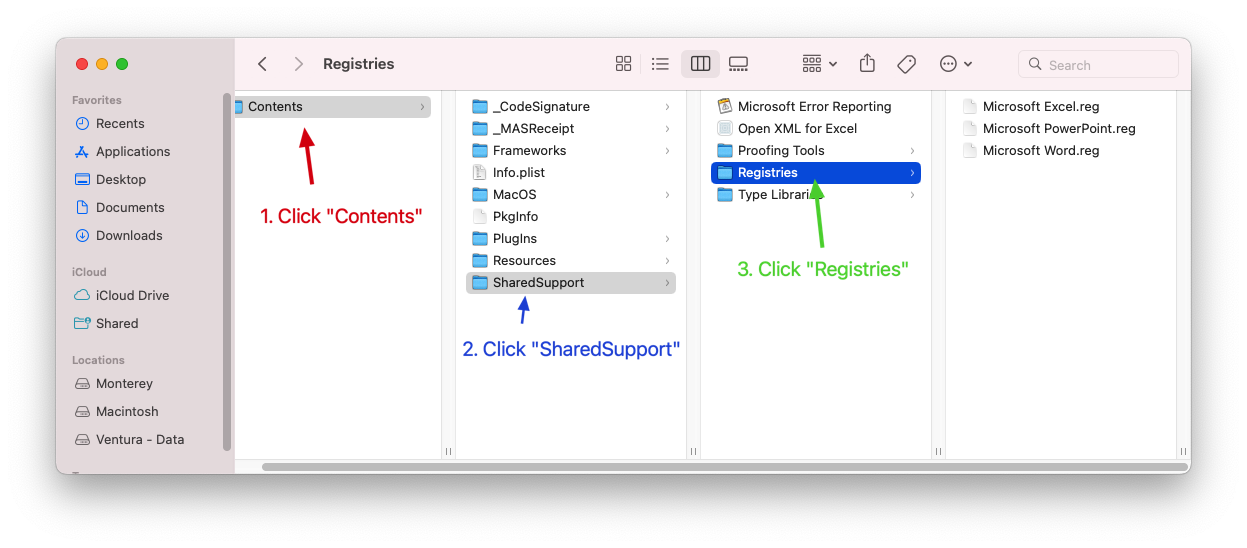 Registries
Search
Favorites
Recents
Applications
Desktop
Documents
Downloads
iCloud
iCloud Drive
Shared
Locations
Monterey
Macintosh
Ventura - Data
Contents
1. Click "Contents"
_CodeSignature
_MASReceipt
Frameworks
Info.plist
MacOS
PkgInfo
PlugIns
Resources
SharedSupport
2. Click "SharedSupport"
Microsoft Error Reporting
Open XML for Excel
Proofing Tools
Registries
Type Libraries
3. Click "Registries"
Microsoft Excel.reg
Microsoft PowerPoint.reg
Microsoft Word.reg